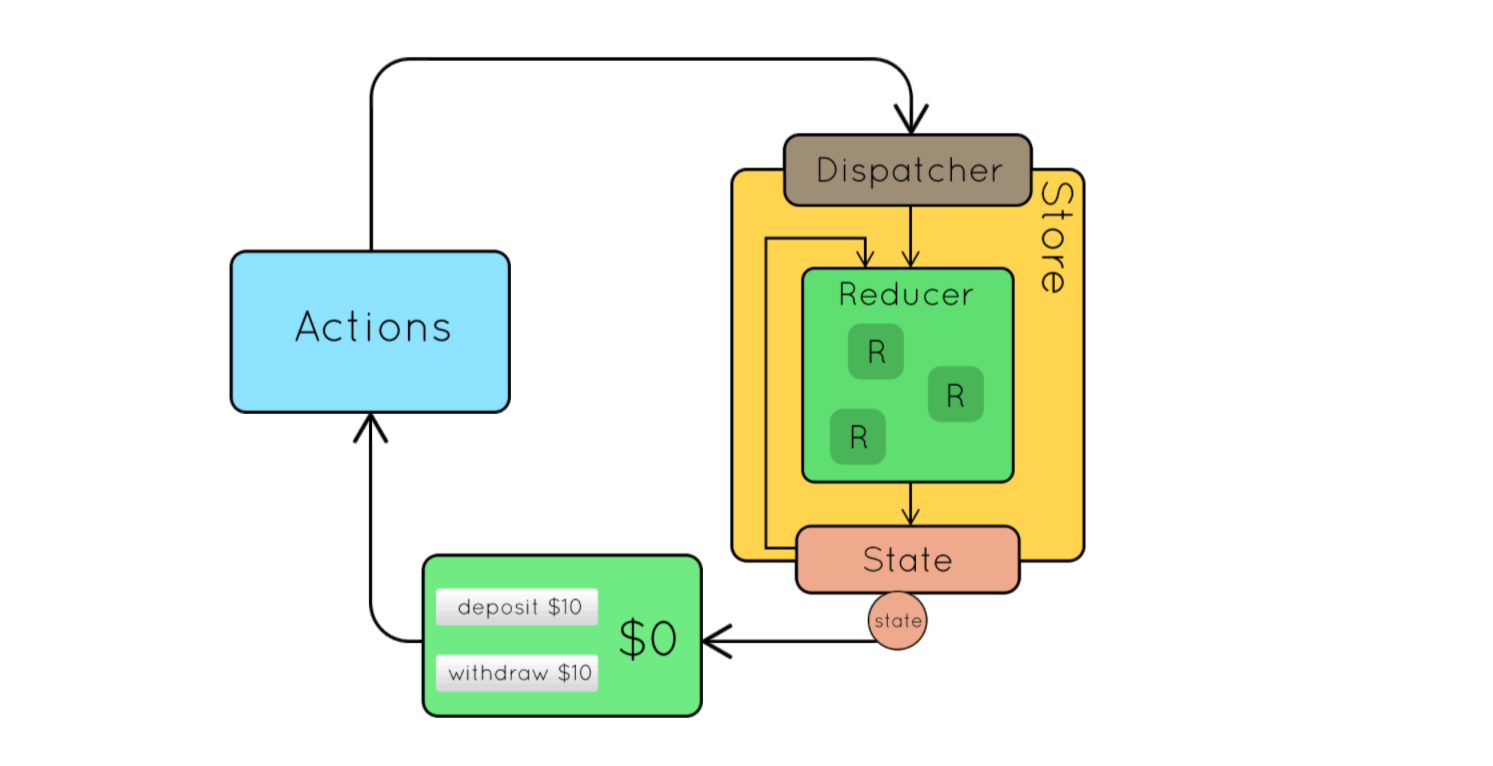 Dispatcher
Store
Reducer
R
R
R
Actions
State
state
deposit $10
$0
withdraw $10